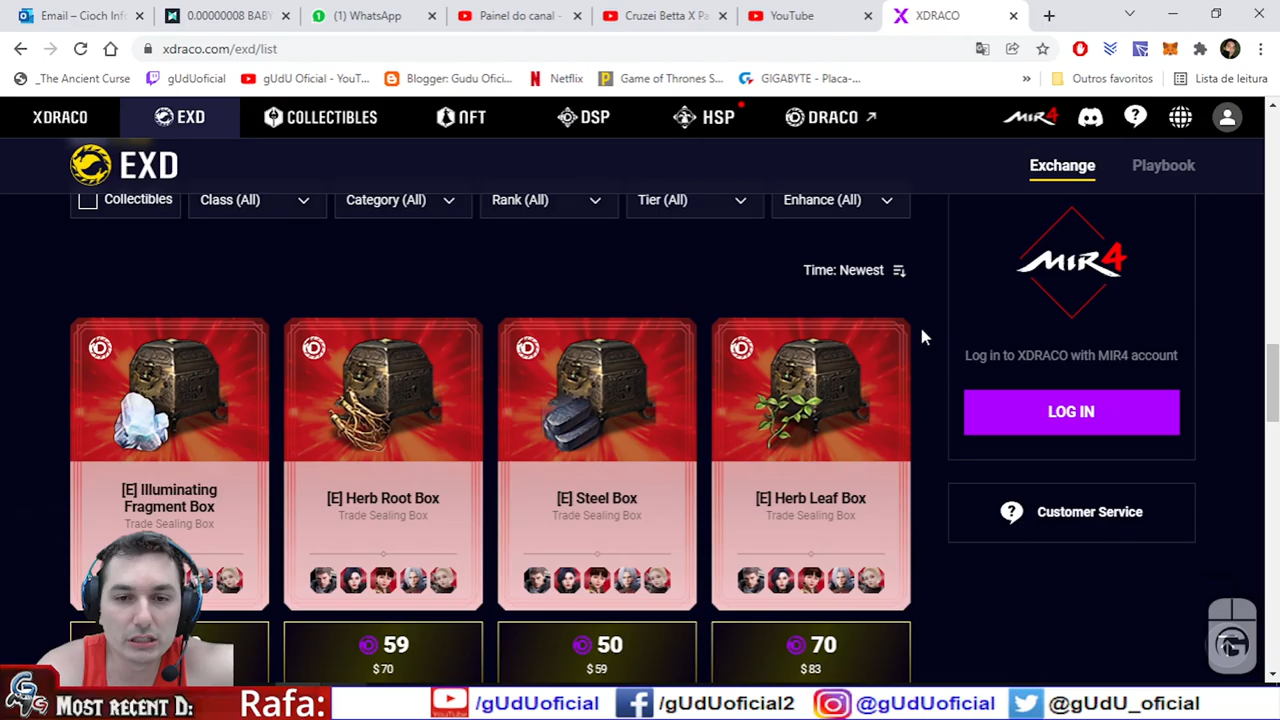 Email – Cioch Inf
0.00000008 BABY
(1) WhatsApp
Painel do canal -
Cruzei Betta X Pa
YouTube
XDRACO
xdraco.com/exd/list
_The Ancient Curse
gUdUoficial
gUdU Oficial - YouT...
Blogger: Gudu Ofici...
Netflix
Game of Thrones S...
GIGABYTE - Placa-...
»
Outros favoritos
Lista de leitura
XDRACO
EXD
COLLECTIBLES
NFT
DSP
HSP
DRACO
MIR4
EXD
Exchange
Playbook
Collectibles
Class (All)
Category (All)
Rank (All)
Tier (All)
Enhance (All)
MIR4
Time: Newest
Log in to XDRACO with MIR4 account
LOG IN
[E] Illuminating
Fragment Box
Trade Sealing Box
[E] Herb Root Box
Trade Sealing Box
[E] Steel Box
Trade Sealing Box
[E] Herb Leaf Box
Trade Sealing Box
Customer Service
59
$70
50
$59
70
$83
Most recent D:
Rafa:
/gUdUoficial
/gUdUoficial2
@gUdUoficial
@gUdU_oficial